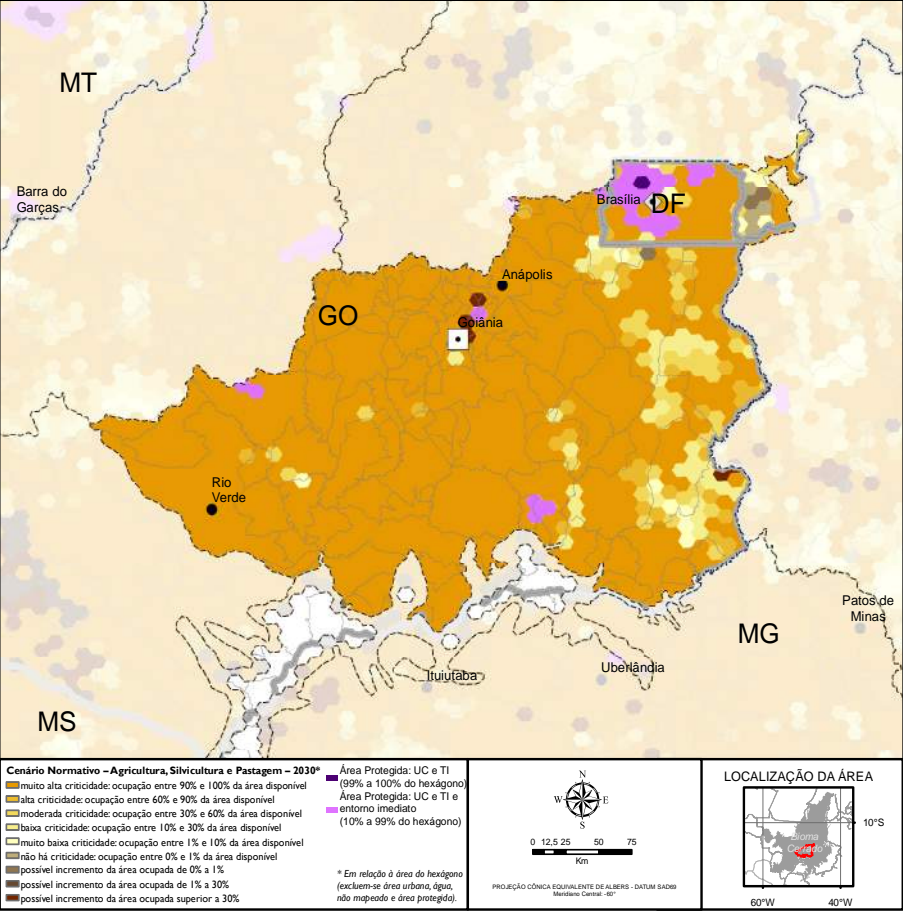 MT
Barra do
Garças
Brasília
DF
Anápolis
GO
Goiânia
Rio
Verde
Patos de
Minas
MG
Uberlândia
Ituiutaba
MS
Cenário Normativo – Agricultura, Silvicultura e Pastagem – 2030*
muito alta criticidade: ocupação entre 90% e 100% da área disponível
alta criticidade: ocupação entre 60% e 90% da área disponível
moderada criticidade: ocupação entre 30% e 60% da área disponível
baixa criticidade: ocupação entre 10% e 30% da área disponível
muito baixa criticidade: ocupação entre 1% e 10% da área disponível
não há criticidade: ocupação entre 0% e 1% da área disponível
possível incremento da área ocupada de 0% a 1%
possível incremento da área ocupada de 1% a 30%
possível incremento da área ocupada superior a 30%
Área Protegida: UC e TI
(99% a 100% do hexágono)
Área Protegida: UC e TI e
entorno imediato
(10% a 99% do hexágono)
* Em relação à área do hexágono
(excluem-se área urbana, água,
não mapeado e área protegida).
N
W E
S
0 12,5 25 50 75
Km
PROJEÇÃO CÔNICA EQUIVALENTE DE ALBERS - DATUM SAD69
Meridiano Central: -60°
LOCALIZAÇÃO DA ÁREA
10°S
Bioma
Cerrado
60°W 40°W